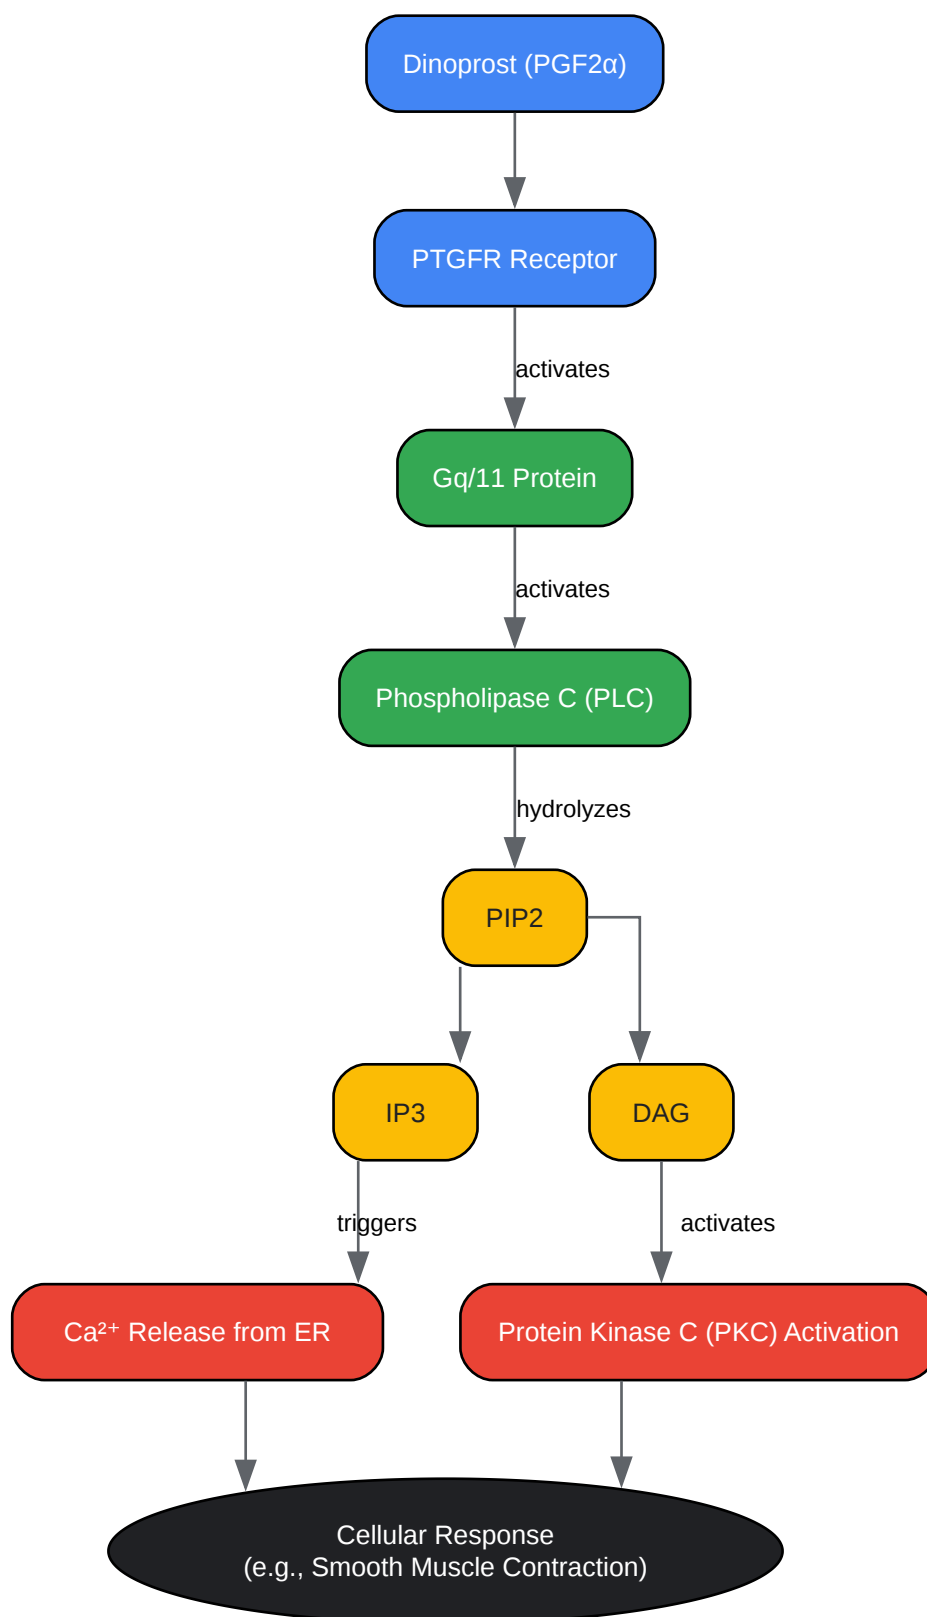 Dinoprost (PGF2α)
PTGFR Receptor
activates
Gq/11 Protein
activates
Phospholipase C (PLC)
hydrolyzes
PIP2
IP3
DAG
triggers
activates
Ca²⁺ Release from ER
Protein Kinase C (PKC) Activation
Cellular Response
(e.g., Smooth Muscle Contraction)